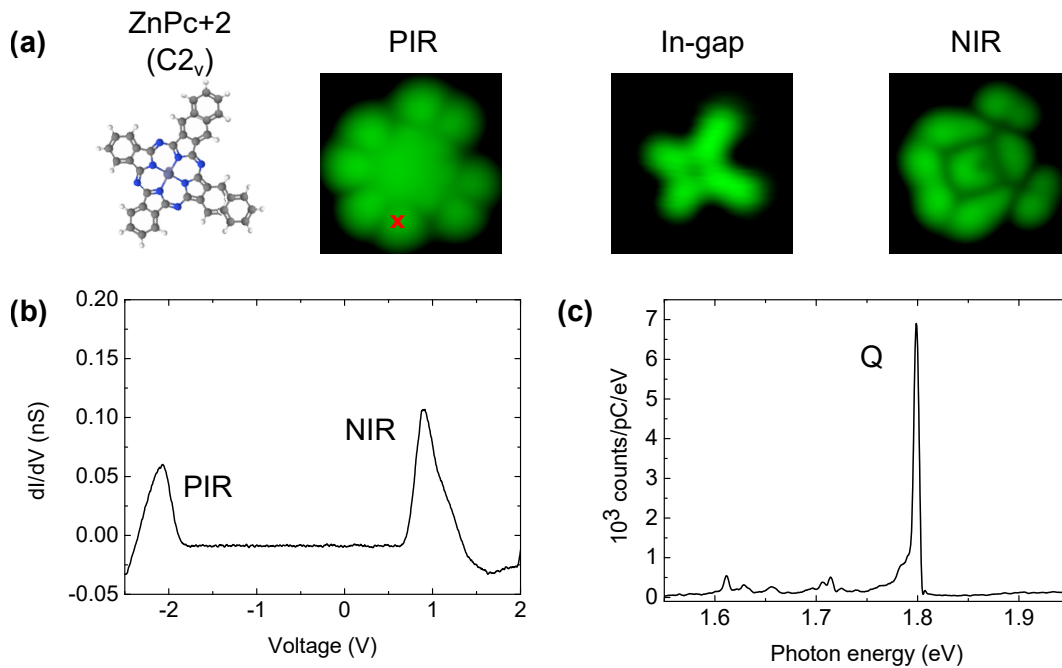 (a)
ZnPc+2
(C2ᵥ)
PIR
In-gap
NIR
x
(b)
dI/dV (nS)
0.20
0.15
0.10
0.05
0.00
-0.05
PIR
NIR
-2
-1
0
1
2
Voltage (V)
(c)
10³ counts/pC/eV
7
6
5
4
3
2
1
0
Q
1.6
1.7
1.8
1.9
Photon energy (eV)